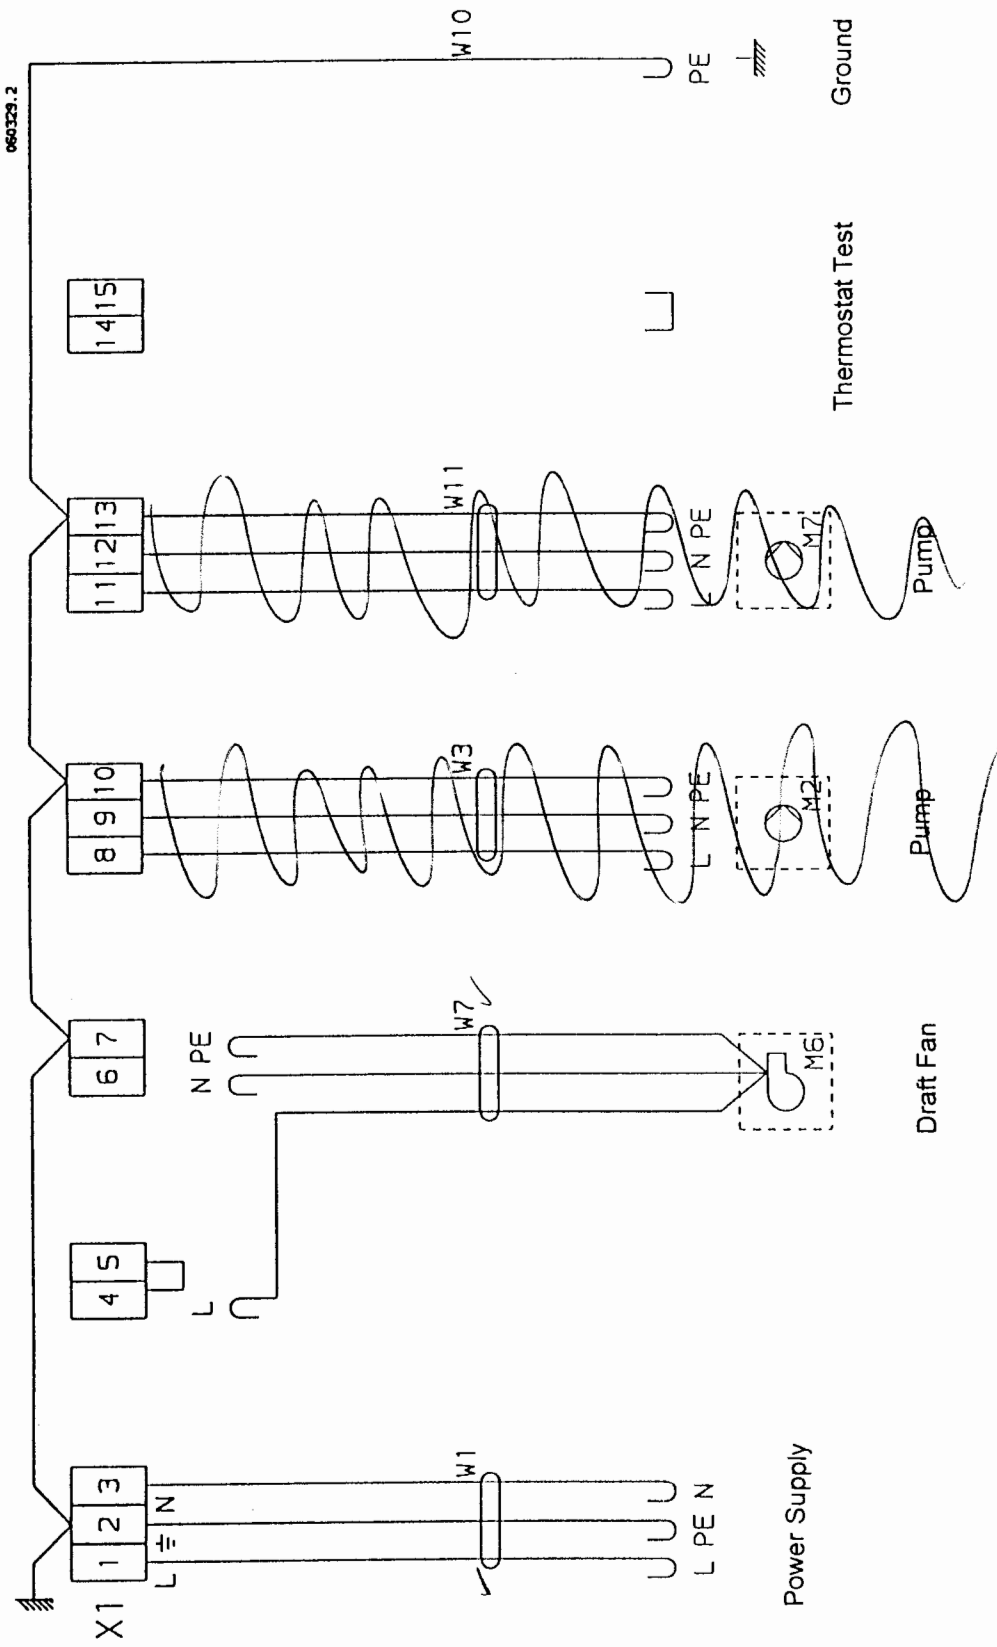 060329.2
X1
1 2 3
4 5
6 7
8 9 10
11 12 13
14 15
L N
L
N PE
W1
W7
W3
W11
W10
L PE N
L N PE
L N PE
PE
M6
M2
M7
Power Supply
Draft Fan
Pump
Pump
Thermostat Test
Ground